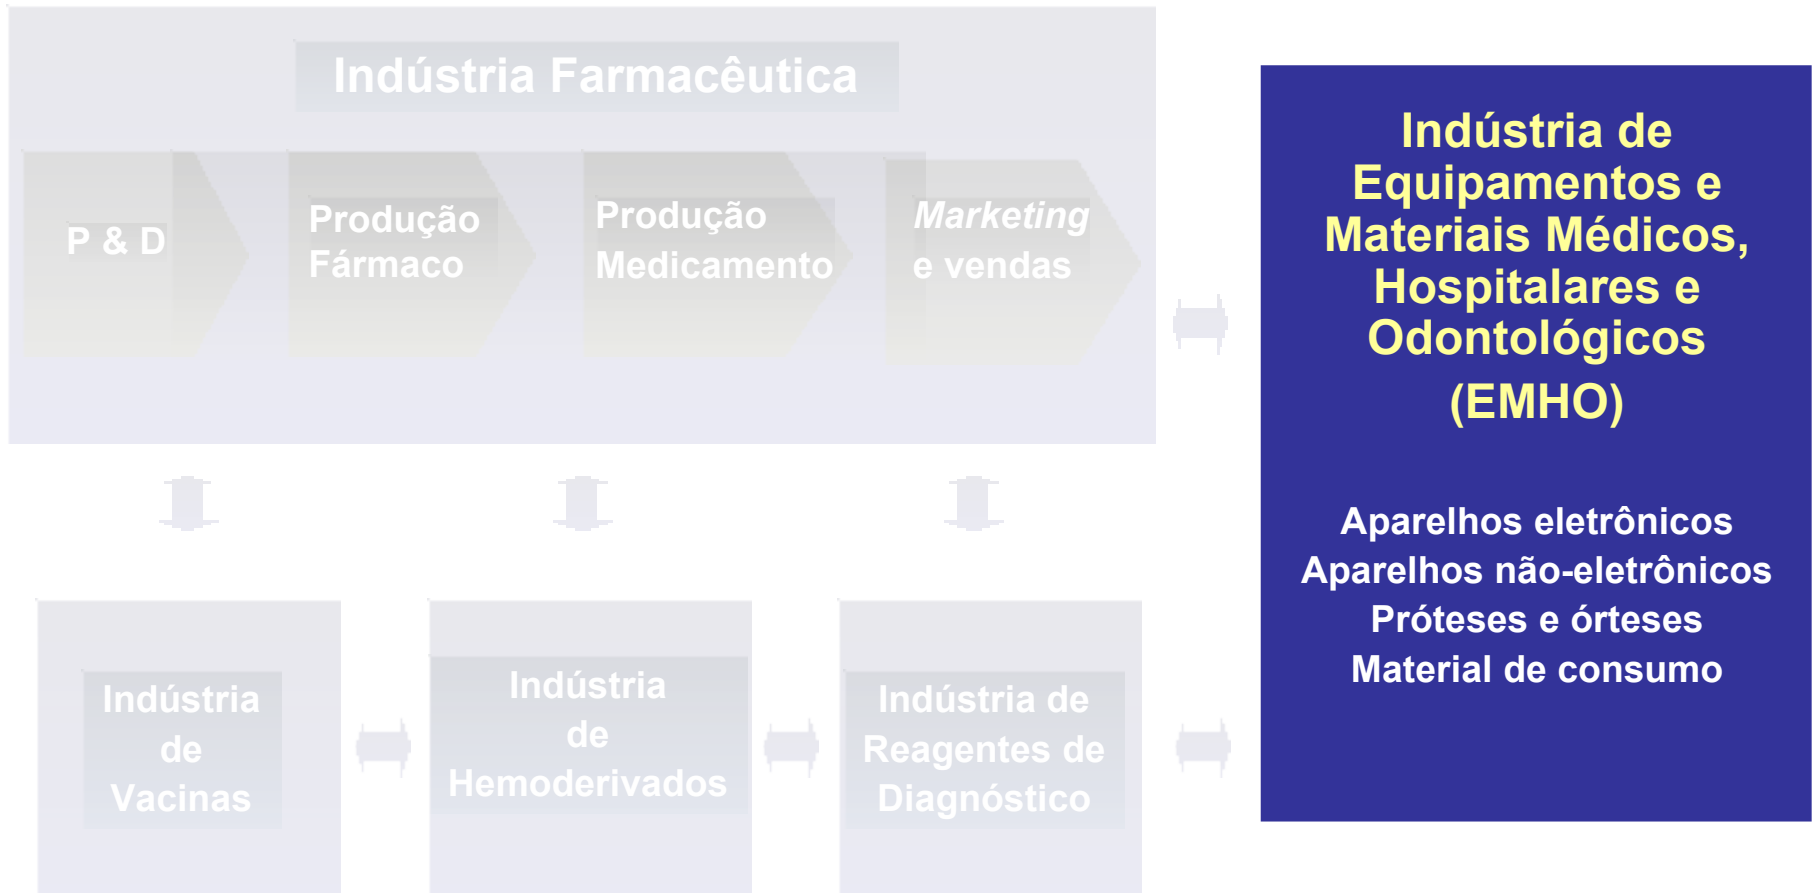 Indústria Farmacêutica
P & D
Produção
Fármaco
Produção
Medicamento
Marketing
e vendas
Indústria de
Equipamentos e
Materiais Médicos,
Hospitalares e
Odontológicos
(EMHO)
Aparelhos eletrônicos
Aparelhos não-eletrônicos
Próteses e órteses
Material de consumo
Indústria
de
Vacinas
Indústria
de
Hemoderivados
Indústria de
Reagentes de
Diagnóstico